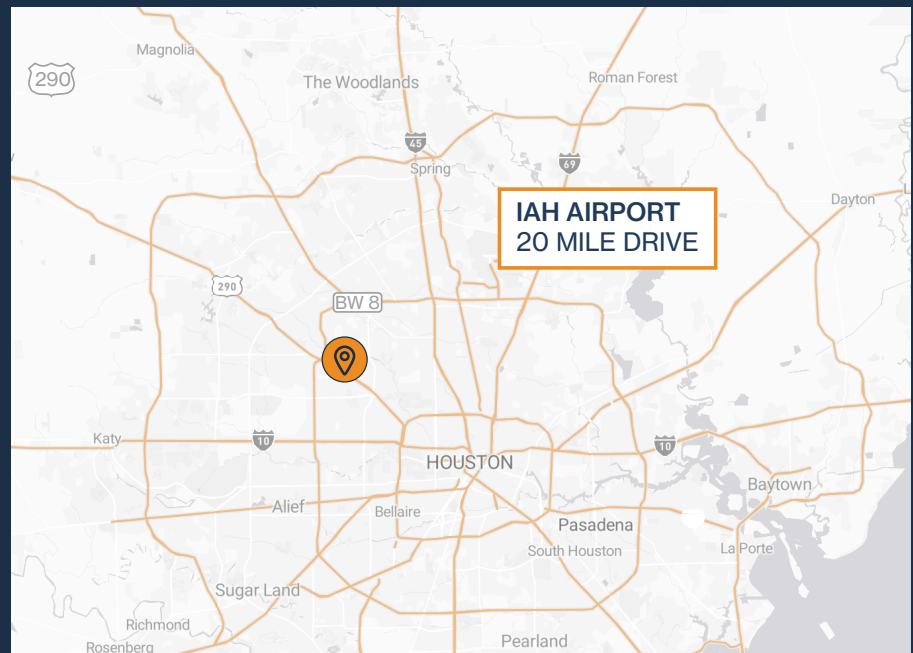 Magnolia
290
The Woodlands
Roman Forest
45
69
Spring
IAH AIRPORT
20 MILE DRIVE
Dayton
L
290
BW 8
Katy
10
10
HOUSTON
Baytown
Alief
Bellaire
Pasadena
South Houston
La Porte
Sugar Land
Richmond
Pearland
Rosenberg